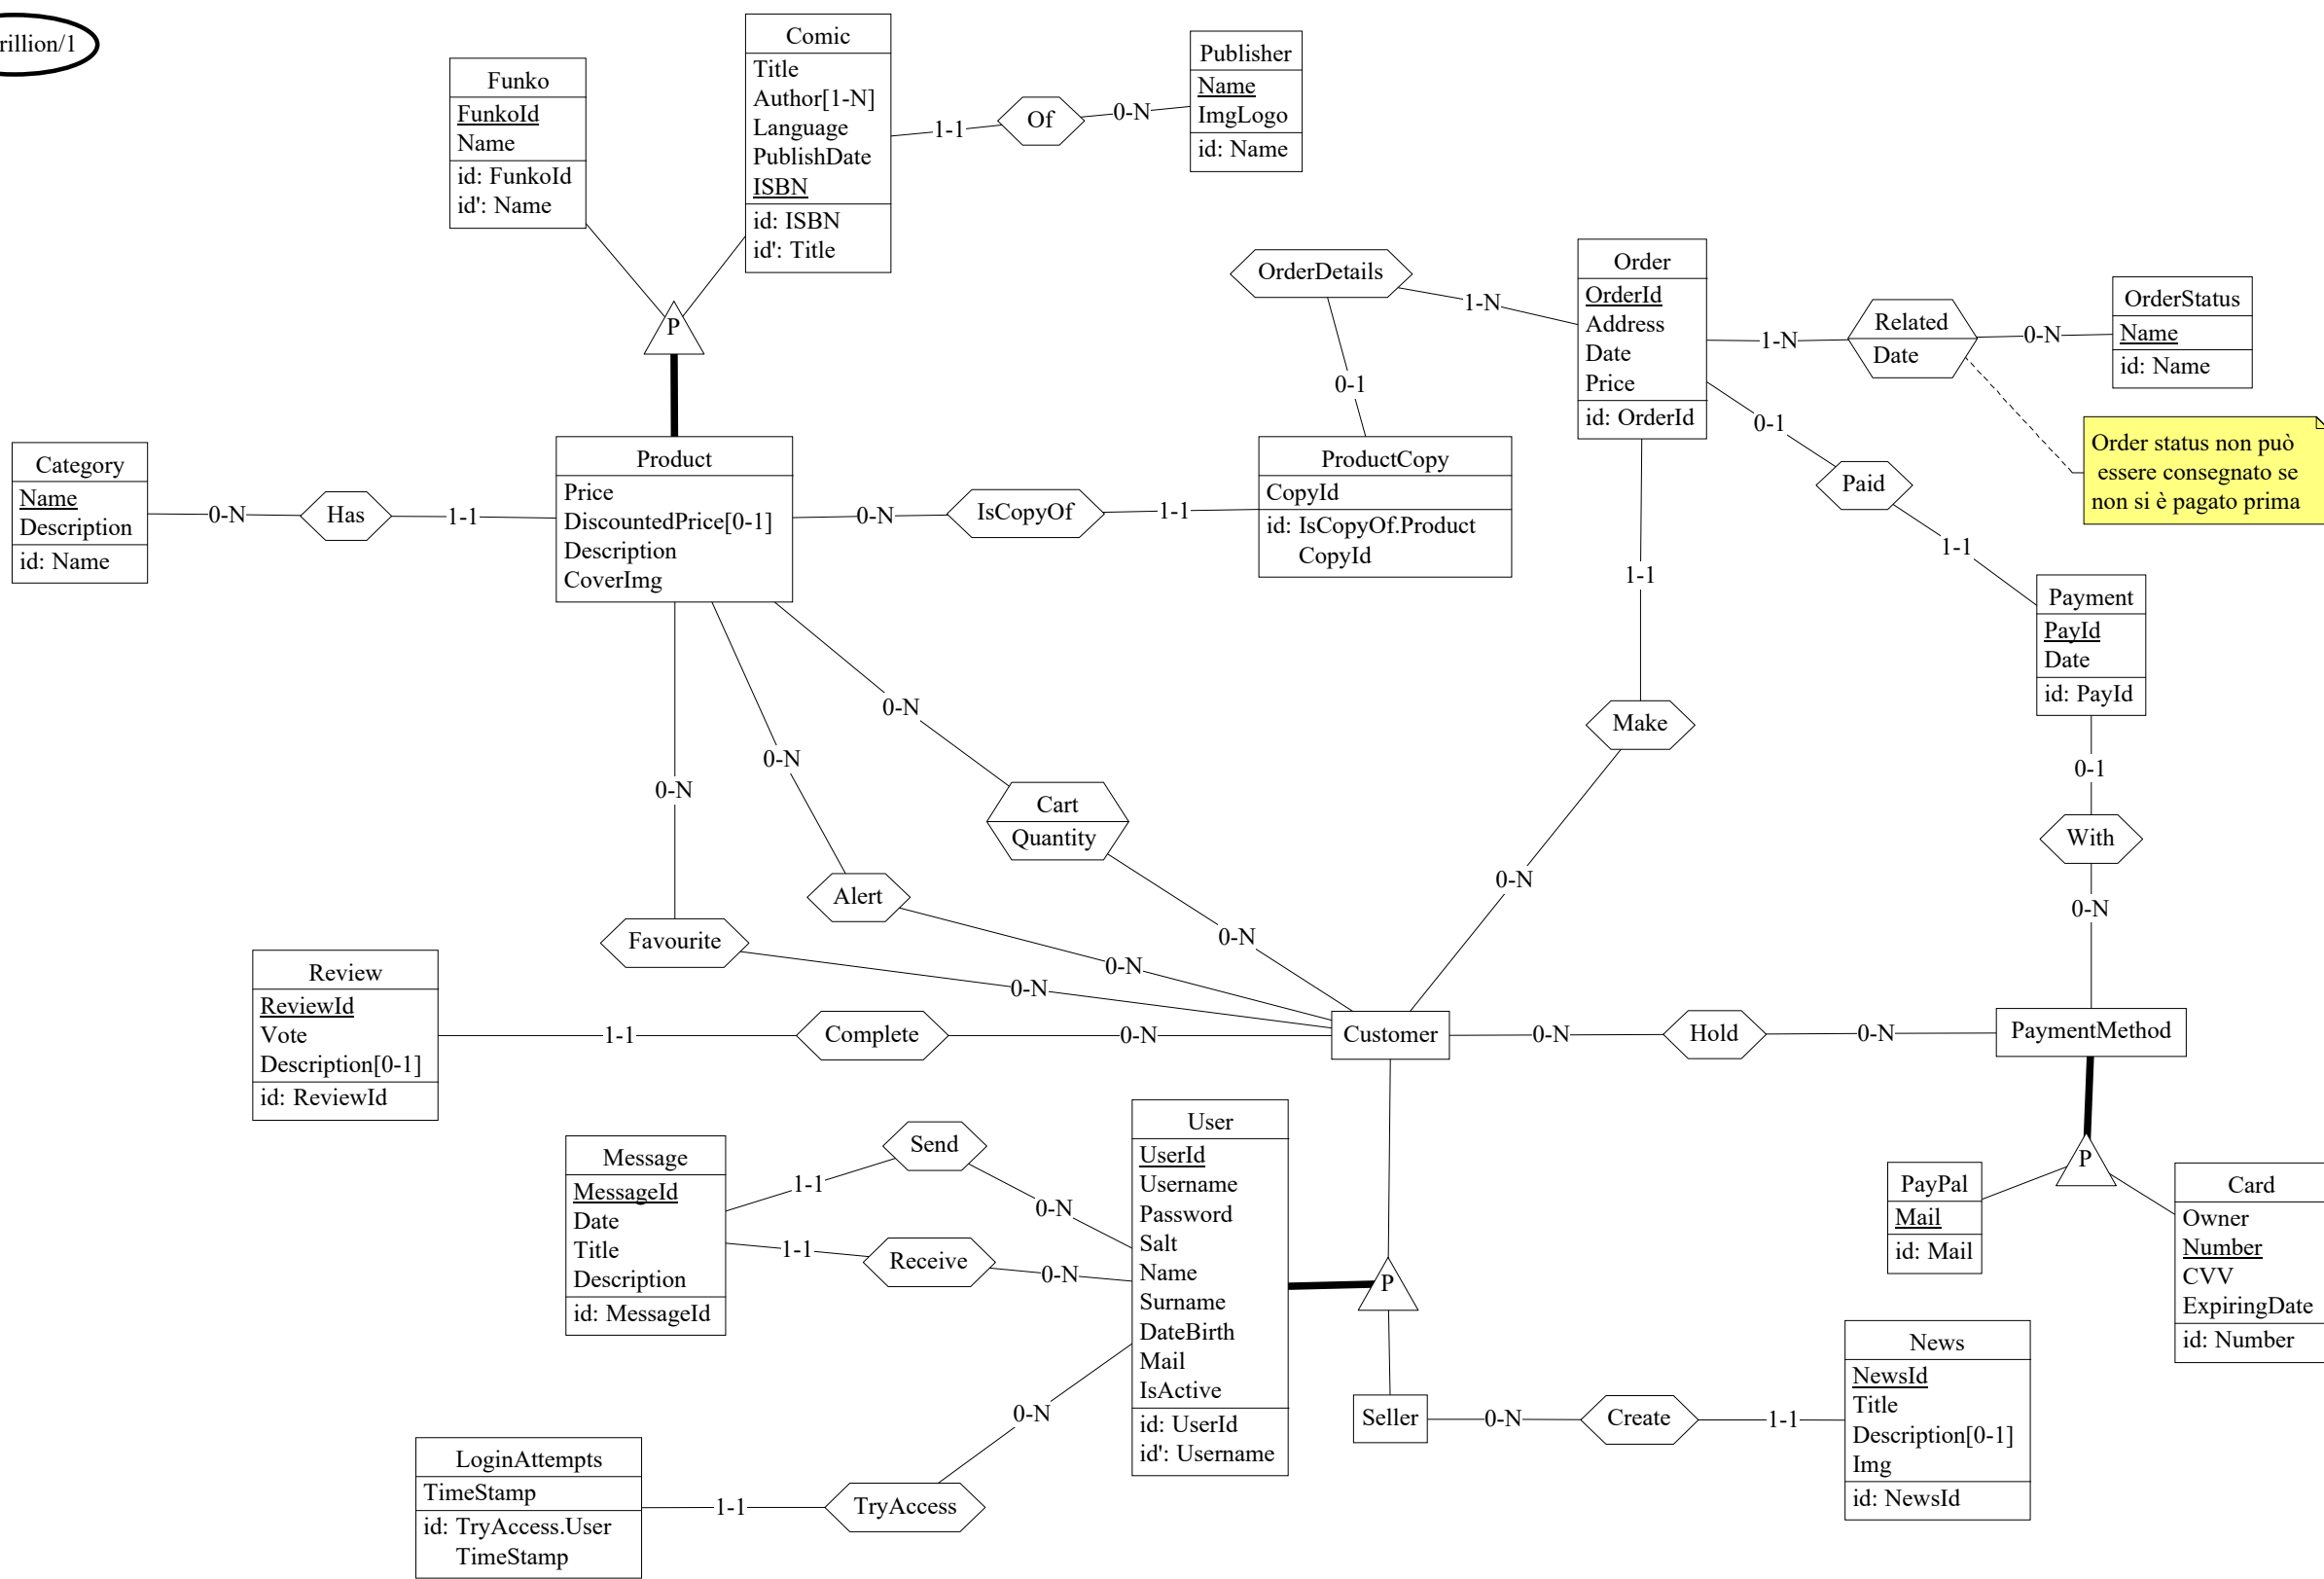 rillion/1
Funko
FunkoId
Name
id: FunkoId
id': Name
Comic
Title
Author[1-N]
Language
PublishDate
ISBN
id: ISBN
id': Title
1-1
Of
0-N
Publisher
Name
ImgLogo
id: Name
P
OrderDetails
1-N
0-1
Order
OrderId
Address
Date
Price
id: OrderId
1-N
Related
Date
0-N
OrderStatus
Name
id: Name
Order status non può
essere consegnato se
non si è pagato prima
Category
Name
Description
id: Name
0-N
Has
1-1
Product
Price
DiscountedPrice[0-1]
Description
CoverImg
0-N
IsCopyOf
1-1
ProductCopy
CopyId
id: IsCopyOf.Product
CopyId
0-1
Paid
1-1
Payment
PayId
Date
id: PayId
1-1
Make
0-N
0-1
With
0-N
0-N
0-N
0-N
Cart
Quantity
0-N
Alert
0-N
Favourite
0-N
Review
ReviewId
Vote
Description[0-1]
id: ReviewId
1-1
Complete
0-N
Customer
0-N
Hold
0-N
PaymentMethod
P
PayPal
Mail
id: Mail
Card
Owner
Number
CVV
ExpiringDate
id: Number
Message
MessageId
Date
Title
Description
id: MessageId
1-1
Send
0-N
1-1
Receive
0-N
User
UserId
Username
Password
Salt
Name
Surname
DateBirth
Mail
IsActive
id: UserId
id': Username
P
Seller
0-N
Create
1-1
News
NewsId
Title
Description[0-1]
Img
id: NewsId
LoginAttempts
TimeStamp
id: TryAccess.User
TimeStamp
1-1
TryAccess
0-N